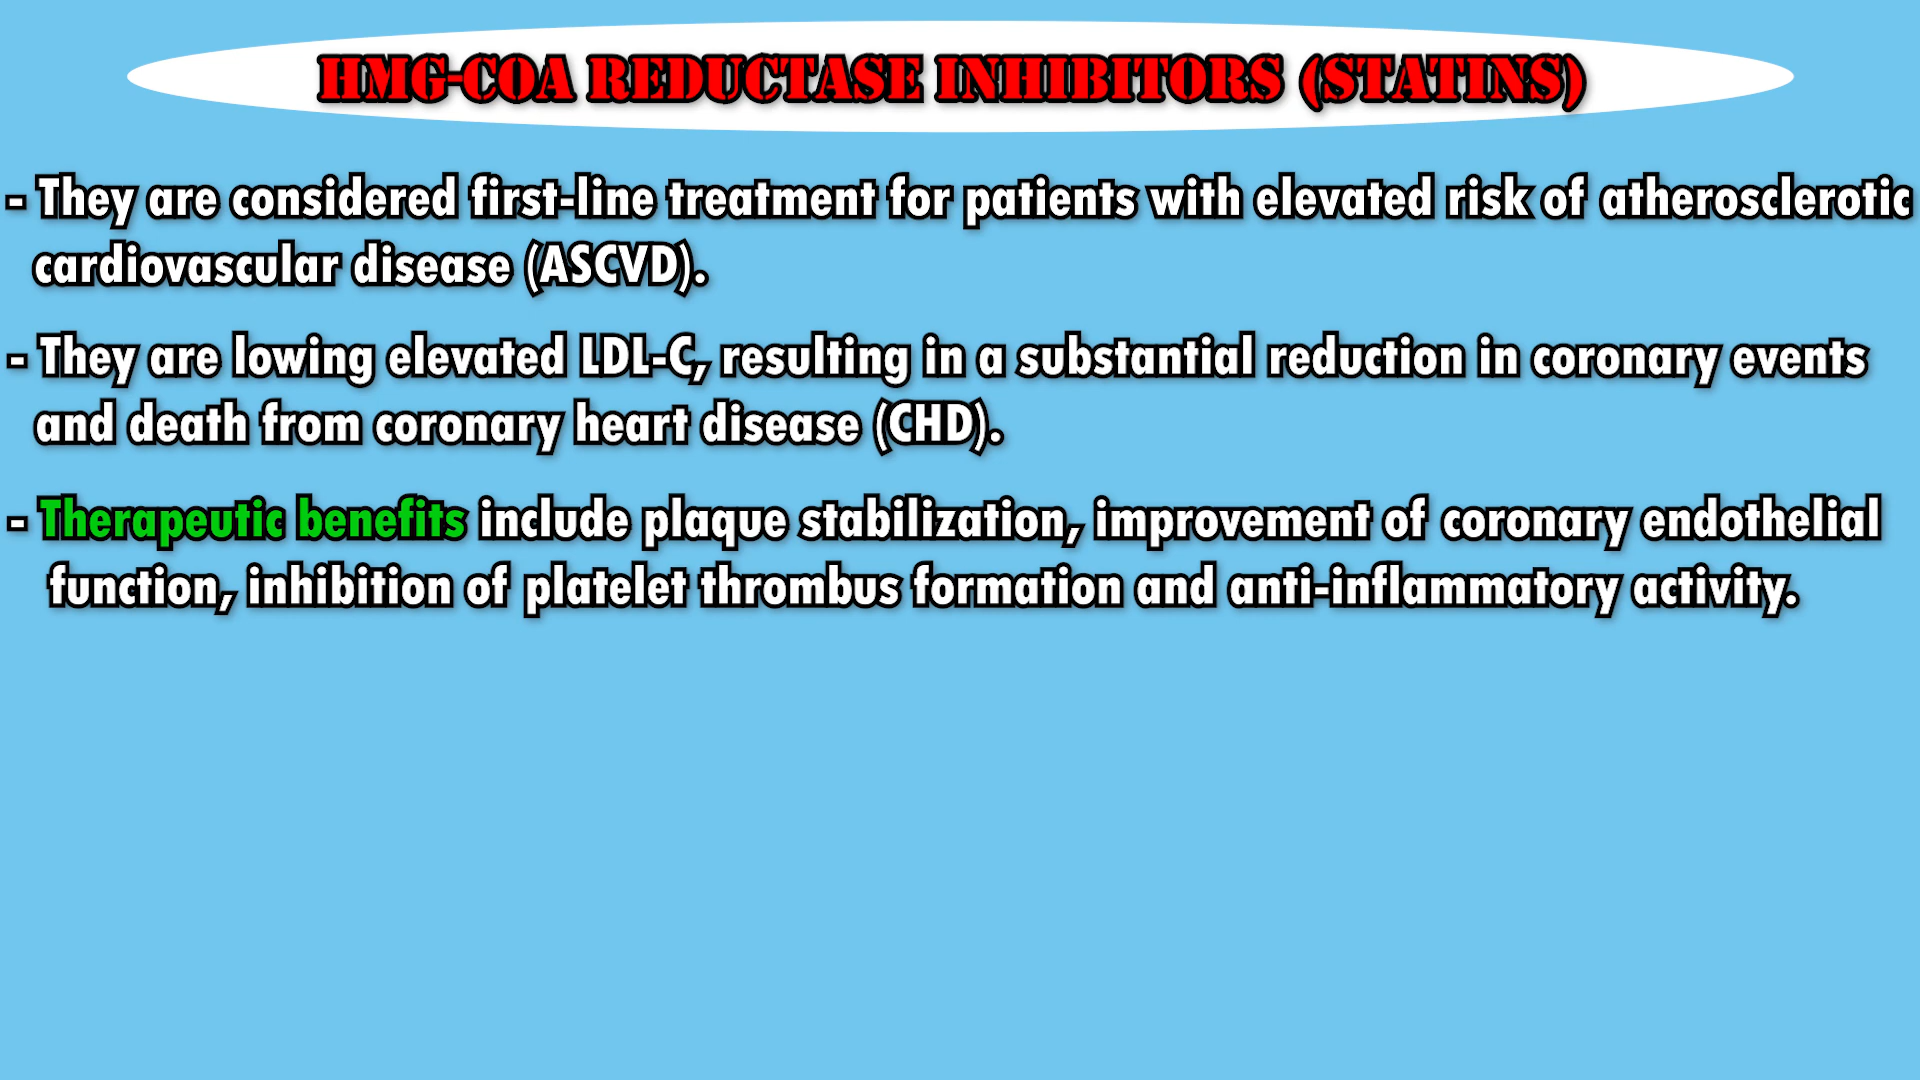 HMG-COA REDUCTASE INHIBITORS (STATINS)
- They are considered first-line treatment for patients with elevated risk of atherosclerotic
cardiovascular disease (ASCVD).
- They are lowing elevated LDL-C, resulting in a substantial reduction in coronary events
and death from coronary heart disease (CHD).
- Therapeutic benefits include plaque stabilization, improvement of coronary endothelial
function, inhibition of platelet thrombus formation and anti-inflammatory activity.